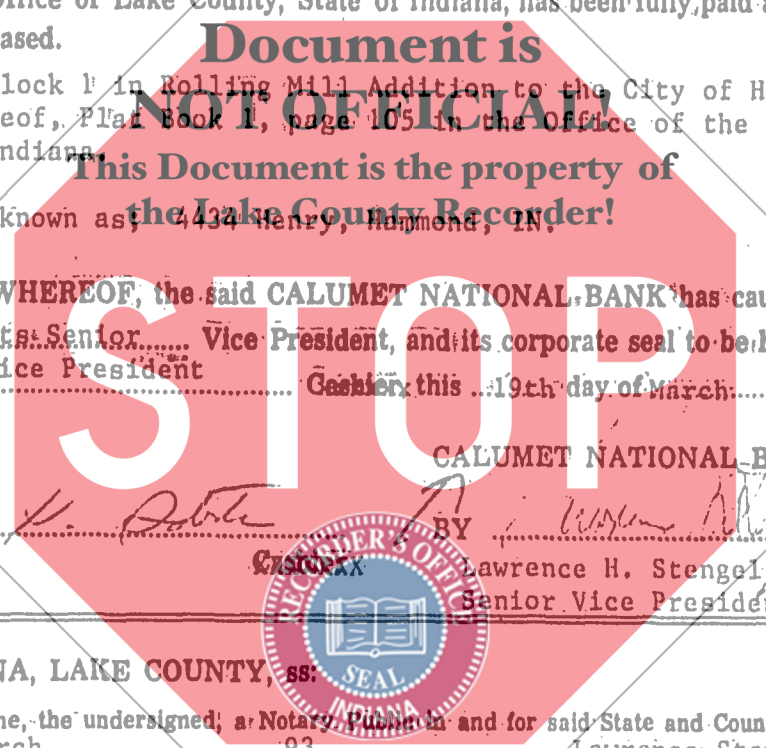 Office of Lake County, State of Indiana, has been fully paid
ased.
Document is
lock 1 in Rolling Mill Addition to the City of H
NOT OFFICIAL!
eof, Plat Book 1, page 105 in the Office of the
ndiana.
This Document is the property of
the Lake County Recorder!
known as; 4434 Henry, Hammond, IN.
WHEREOF, the said CALUMET NATIONAL BANK has cau
its Senior Vice President, and its corporate seal to be h
ice President
Cashier, this 19th day of March
STOP
CALUMET NATIONAL B
BY
Lawrence H. Stengel
Senior Vice Preside
RECORDER'S OFFICE
SEAL
INDIANA
NA, LAKE COUNTY, ss:
me, the undersigned, a Notary Public in and for said State and Coun
rch 93